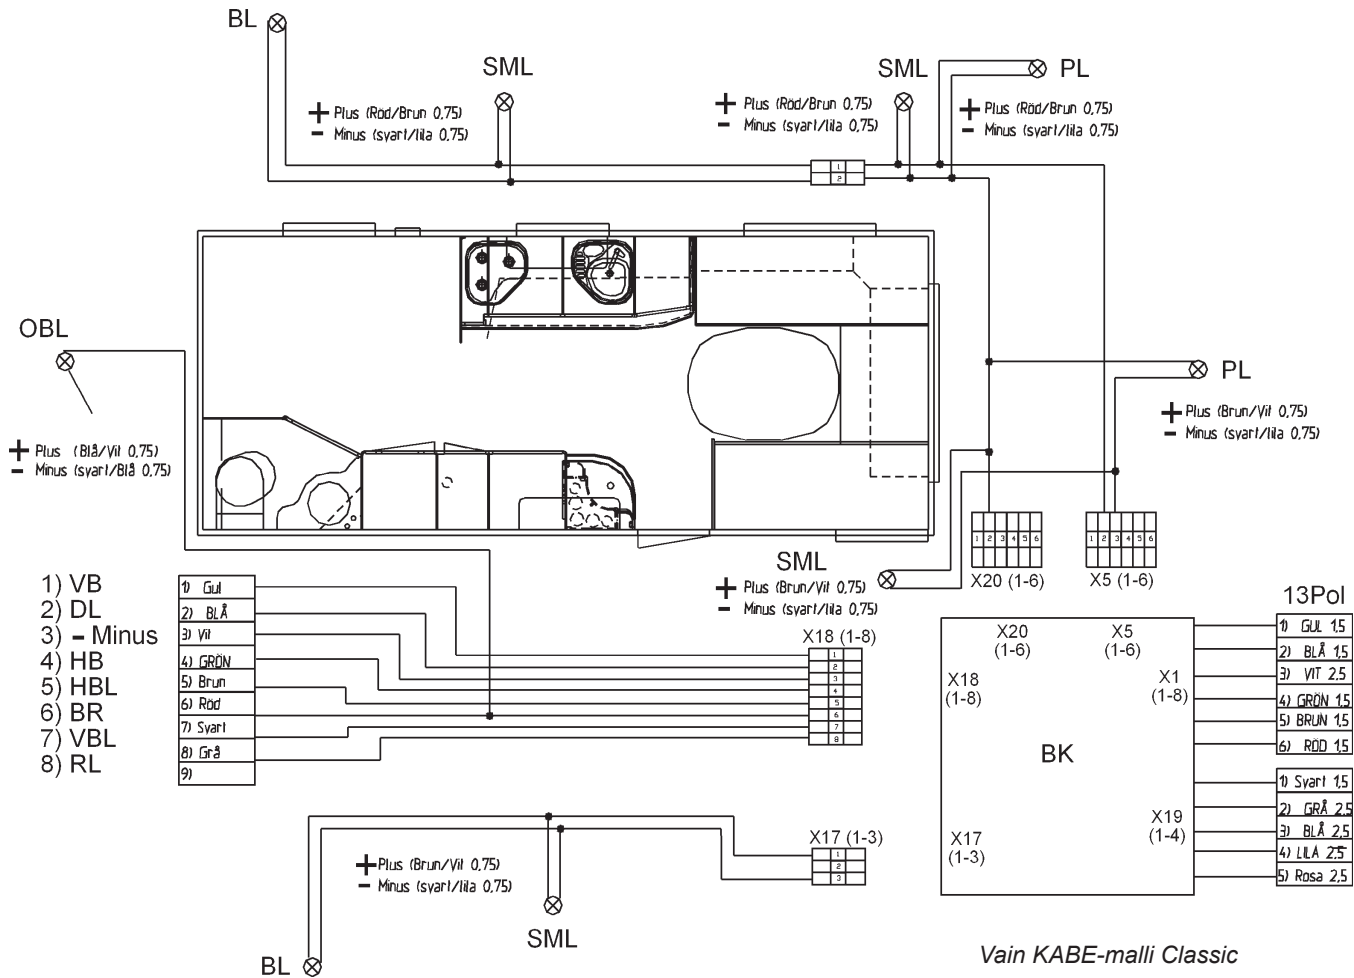 BL
SML
SML
PL
+ Plus (Röd/Brun 0,75)
- Minus (svart/lila 0,75)
+ Plus (Röd/Brun 0,75)
- Minus (svart/lila 0,75)
+ Plus (Röd/Brun 0,75)
- Minus (svart/lila 0,75)
1
2
OBL
+ Plus (Blå/Vit 0,75)
- Minus (svart/Blå 0,75)
PL
+ Plus (Brun/Vit 0,75)
- Minus (svart/lila 0,75)
1 2 3 4 5 6
X20 (1-6)
1 2 3 4 5 6
X5 (1-6)
SML
+ Plus (Brun/Vit 0,75)
- Minus (svart/lila 0,75)
1) VB
2) DL
3) - Minus
4) HB
5) HBL
6) BR
7) VBL
8) RL
1) Gul
2) BLÅ
3) Vit
4) GRÖN
5) Brun
6) Röd
7) Svart
8) Grå
9)
X18 (1-8)
1
2
3
4
5
6
7
8
13Pol
1) GUL 1,5
2) BLÅ 1,5
3) VIT 2,5
4) GRÖN 1,5
5) BRUN 1,5
6) RÖD 1,5
1) Svart 1,5
2) GRÅ 2,5
3) BLÅ 2,5
4) LILA 2,5
5) Rosa 2,5
X20
(1-6)
X5
(1-6)
X18
(1-8)
X1
(1-8)
BK
X17
(1-3)
X19
(1-4)
X17 (1-3)
1
2
3
+ Plus (Brun/Vit 0,75)
- Minus (svart/lila 0,75)
SML
BL
Vain KABE-malli Classic